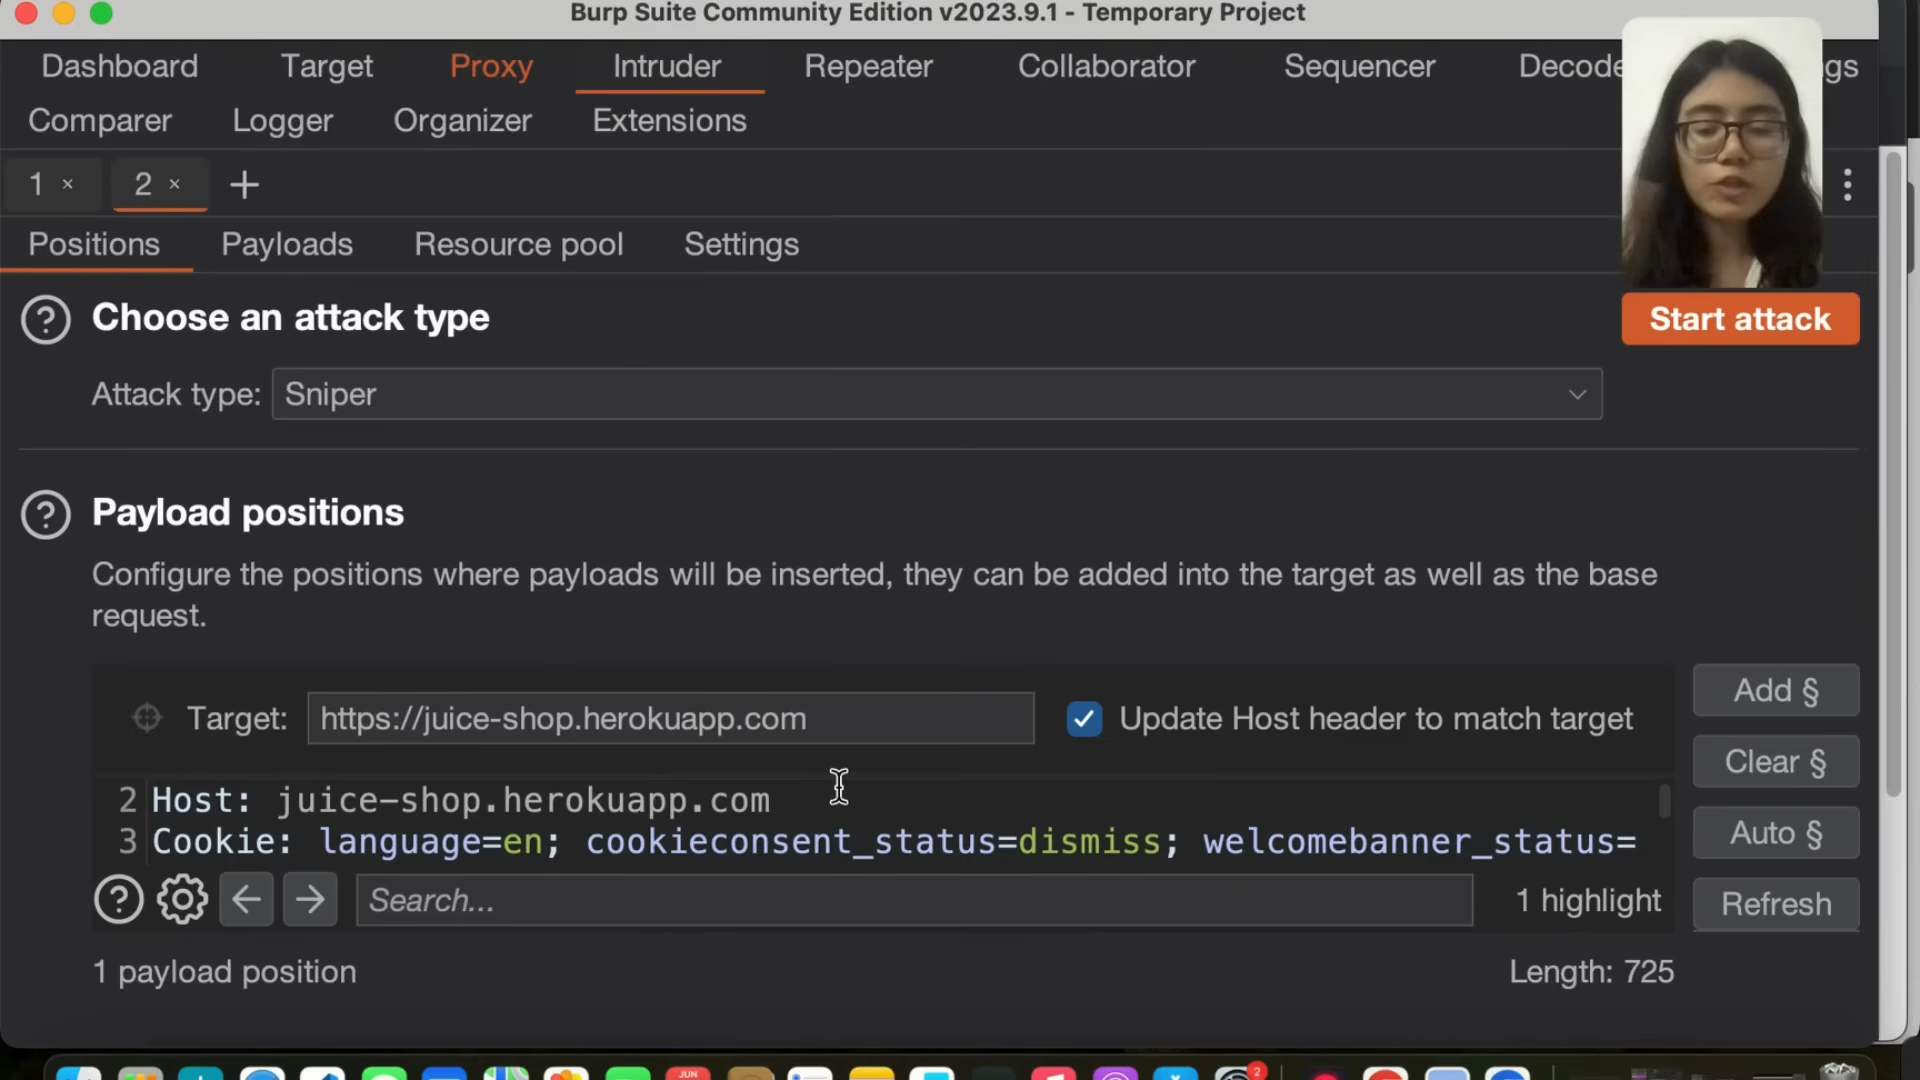 Burp Suite Community Edition v2023.9.1 - Temporary Project
Dashboard Target Proxy Intruder Repeater Collaborator Sequencer
Comparer Logger Organizer Extensions
1 × 2 × +
Positions Payloads Resource pool Settings
? Choose an attack type
Start attack
Attack type: Sniper
? Payload positions
Configure the positions where payloads will be inserted, they can be added into the target as well as the base
request.
Target: https://juice-shop.herokuapp.com Update Host header to match target
Add §
Clear §
Auto §
Refresh
2 Host: juice-shop.herokuapp.com
3 Cookie: language=en; cookieconsent_status=dismiss; welcomebanner_status=
? Search... 1 highlight
1 payload position Length: 725
JUN
2